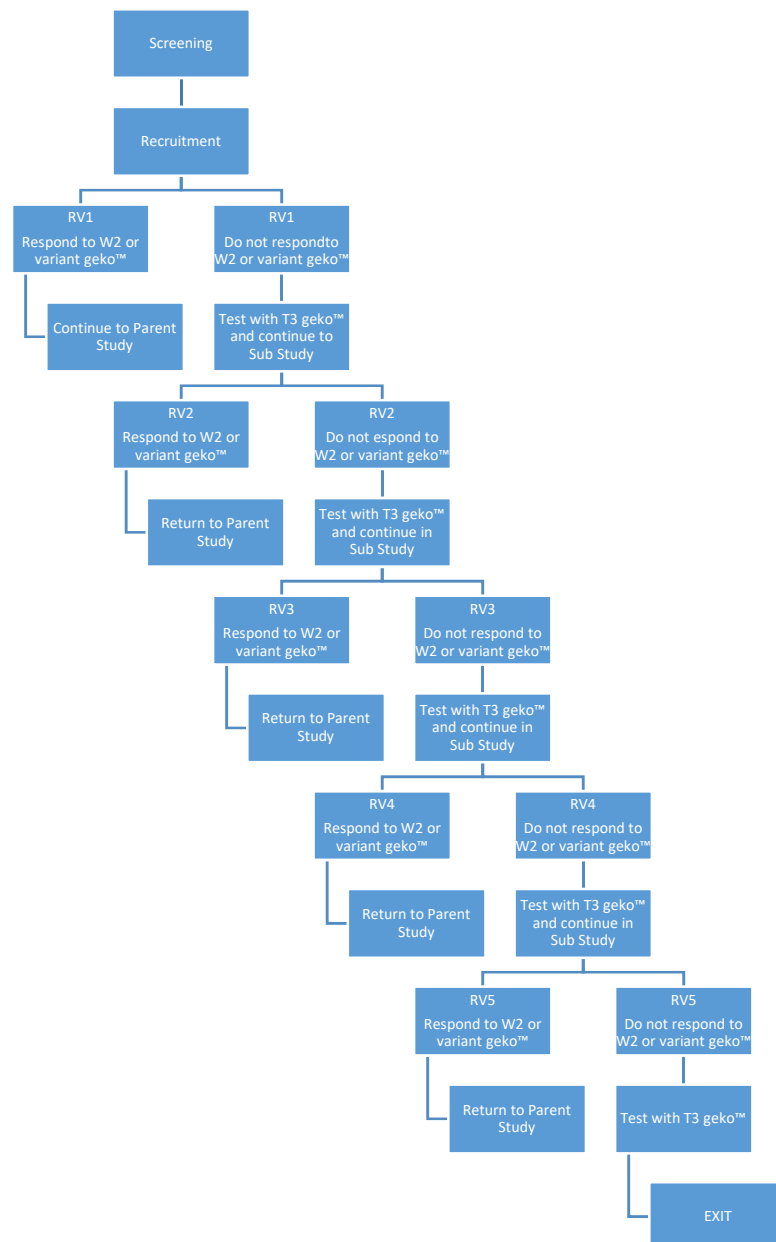 Screening
Recruitment
RV1
Respond to W2 or
variant geko™
RV1
Do not respondto
W2 or variant geko™
Continue to Parent
Study
Test with T3 geko™
and continue to
Sub Study
RV2
Respond to W2 or
variant geko™
RV2
Do not espond to
W2 or variant geko™
Return to Parent
Study
Test with T3 geko™
and continue in
Sub Study
RV3
Respond to W2 or
variant geko™
RV3
Do not respond to
W2 or variant geko™
Return to Parent
Study
Test with T3 geko™
and continue in
Sub Study
RV4
Respond to W2 or
variant geko™
RV4
Do not respond to
W2 or variant geko™
Return to Parent
Study
Test with T3 geko™
and continue in
Sub Study
RV5
Respond to W2 or
variant geko™
RV5
Do not respond to
W2 or variant geko™
Return to Parent
Study
Test with T3 geko™
EXIT